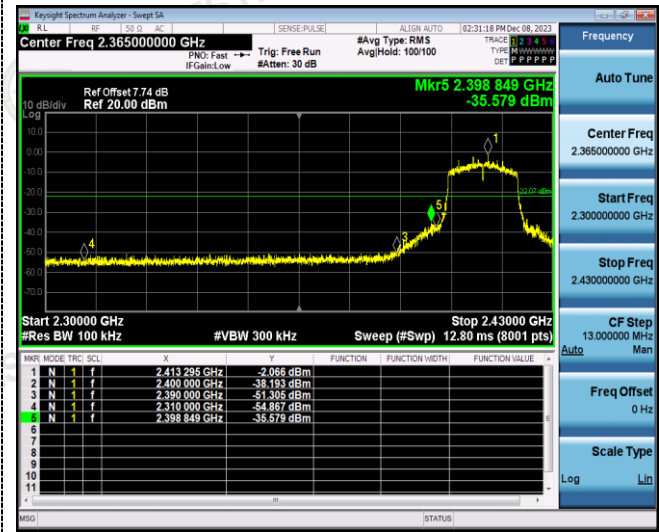 Keysight Spectrum Analyzer - Swept SA
RL RF 50 Ω AC SENSE:PULSE ALIGN AUTO 02:31:18 PM Dec 08, 2023
Center Freq 2.365000000 GHz
PNO: Fast Trig: Free Run
IFGain:Low #Atten: 30 dB
#Avg Type: RMS
Avg|Hold: 100/100
TRACE 1 2 3 4 5 6
TYPE M W W W W W
DET P P P P P P
Ref Offset 7.74 dB
10 dB/div Ref 20.00 dBm
Log
Mkr5 2.398 849 GHz
-35.579 dBm
10.0
0.00
-10.0
-20.0
-30.0
-40.0
-50.0
-60.0
-70.0
1
-22.07 dBm
5
3
4
Start 2.30000 GHz Stop 2.43000 GHz
#Res BW 100 kHz #VBW 300 kHz Sweep (#Swp) 12.80 ms (8001 pts)
MKR MODE TRC SCL X Y FUNCTION FUNCTION WIDTH FUNCTION VALUE
1 N 1 f 2.413 295 GHz -2.066 dBm
2 N 1 f 2.400 000 GHz -38.193 dBm
3 N 1 f 2.390 000 GHz -51.305 dBm
4 N 1 f 2.310 000 GHz -54.867 dBm
5 N 1 f 2.398 849 GHz -35.579 dBm
6
7
8
9
10
11
MSG STATUS
Frequency
Auto Tune
Center Freq
2.365000000 GHz
Start Freq
2.300000000 GHz
Stop Freq
2.430000000 GHz
CF Step
13.000000 MHz
Auto Man
Freq Offset
0 Hz
Scale Type
Log Lin